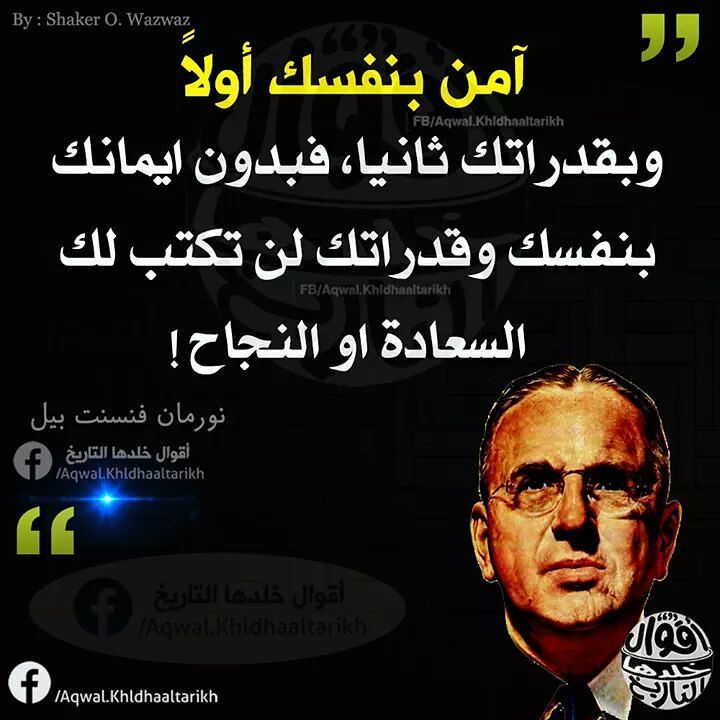 By : Shaker O. Wazwaz
آمن بنفسك أولاً
FB/Aqwal.Khldhaaltarikh
وبقدراتك ثانيا، فبدون ايمانك
بنفسك وقدراتك لن تكتب لك
FB/Aqwal.Khldhaaltarikh
السعادة او النجاح !
نورمان فنسنت بيل
أقوال خلدها التاريخ
/Aqwal.Khldhaaltarikh
أقوال خلدها التاريخ
/Aqwal.Khldhaaltarikh
أقوال
خلدها
التاريخ
/Aqwal.Khldhaaltarikh